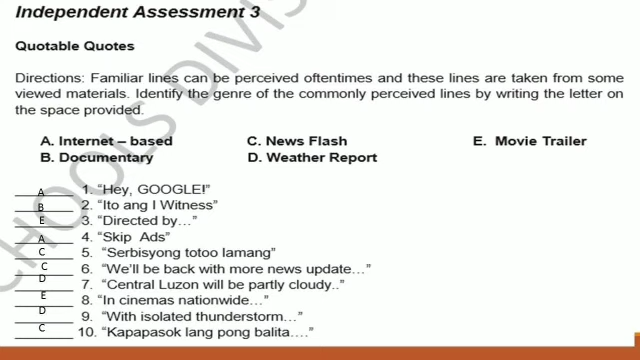 Independent Assessment 3
Quotable Quotes
Directions: Familiar lines can be perceived oftentimes and these lines are taken from some
viewed materials. Identify the genre of the commonly perceived lines by writing the letter on
the space provided.
A. Internet – based C. News Flash E. Movie Trailer
B. Documentary D. Weather Report
A 1. “Hey, GOOGLE!”
B 2. “Ito ang I Witness”
E 3. “Directed by…”
A 4. “Skip Ads”
C 5. “Serbisyong totoo lamang”
C 6. “We’ll be back with more news update…”
D 7. “Central Luzon will be partly cloudy..”
E 8. “In cinemas nationwide…”
D 9. “With isolated thunderstorm…”
C 10. “Kapapasok lang pong balita….”
CHOOLS DIVIS